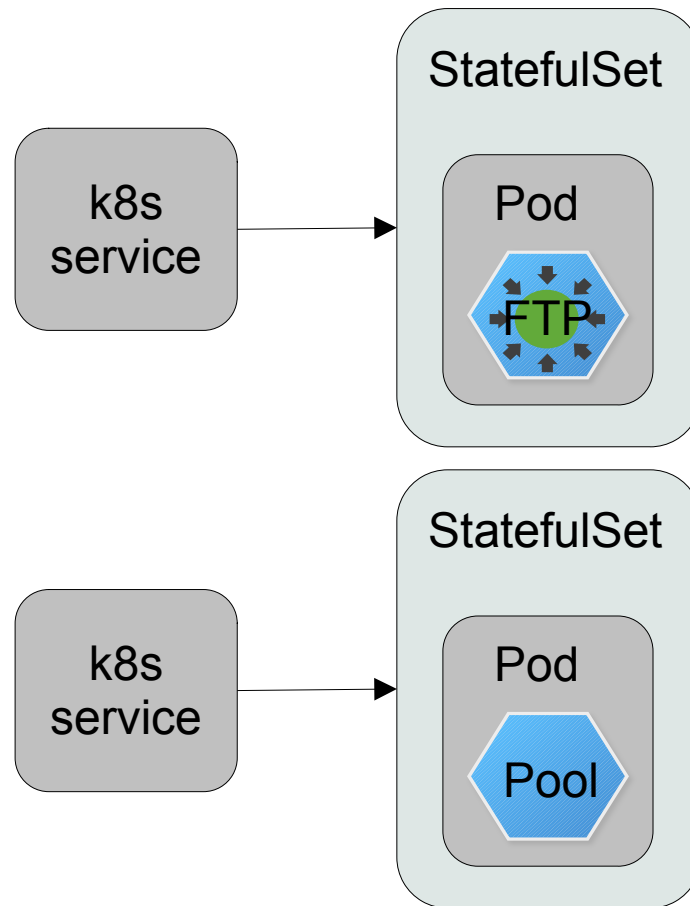 StatefulSet
k8s
service
Pod
FTP
StatefulSet
k8s
service
Pod
Pool